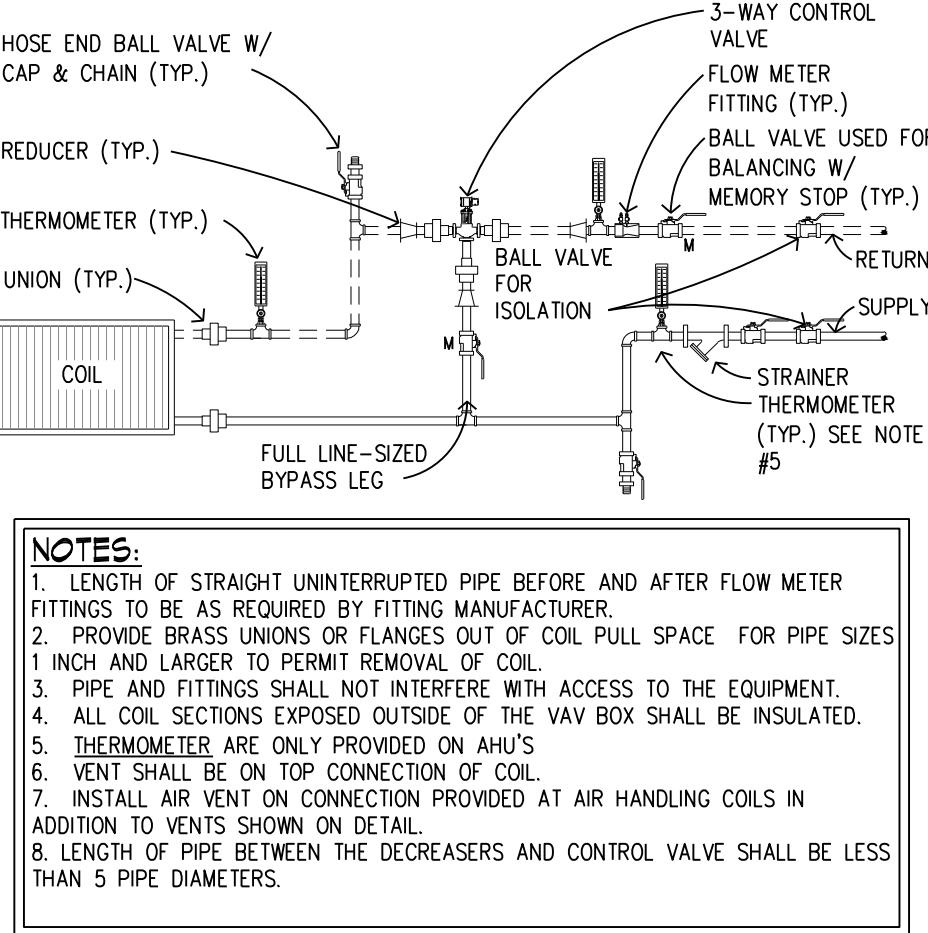 3-WAY CONTROL
VALVE
HOSE END BALL VALVE W/
CAP & CHAIN (TYP.)
FLOW METER
FITTING (TYP.)
REDUCER (TYP.)
BALL VALVE USED FOR
BALANCING W/
MEMORY STOP (TYP.)
THERMOMETER (TYP.)
M
BALL VALVE
FOR
ISOLATION
RETURN
UNION (TYP.)
SUPPLY
M
COIL
STRAINER
THERMOMETER
(TYP.) SEE NOTE
#5
FULL LINE-SIZED
BYPASS LEG
NOTES:
1. LENGTH OF STRAIGHT UNINTERRUPTED PIPE BEFORE AND AFTER FLOW METER
FITTINGS TO BE AS REQUIRED BY FITTING MANUFACTURER.
2. PROVIDE BRASS UNIONS OR FLANGES OUT OF COIL PULL SPACE FOR PIPE SIZES
1 INCH AND LARGER TO PERMIT REMOVAL OF COIL.
3. PIPE AND FITTINGS SHALL NOT INTERFERE WITH ACCESS TO THE EQUIPMENT.
4. ALL COIL SECTIONS EXPOSED OUTSIDE OF THE VAV BOX SHALL BE INSULATED.
5. THERMOMETER ARE ONLY PROVIDED ON AHU'S
6. VENT SHALL BE ON TOP CONNECTION OF COIL.
7. INSTALL AIR VENT ON CONNECTION PROVIDED AT AIR HANDLING COILS IN
ADDITION TO VENTS SHOWN ON DETAIL.
8. LENGTH OF PIPE BETWEEN THE DECREASERS AND CONTROL VALVE SHALL BE LESS
THAN 5 PIPE DIAMETERS.